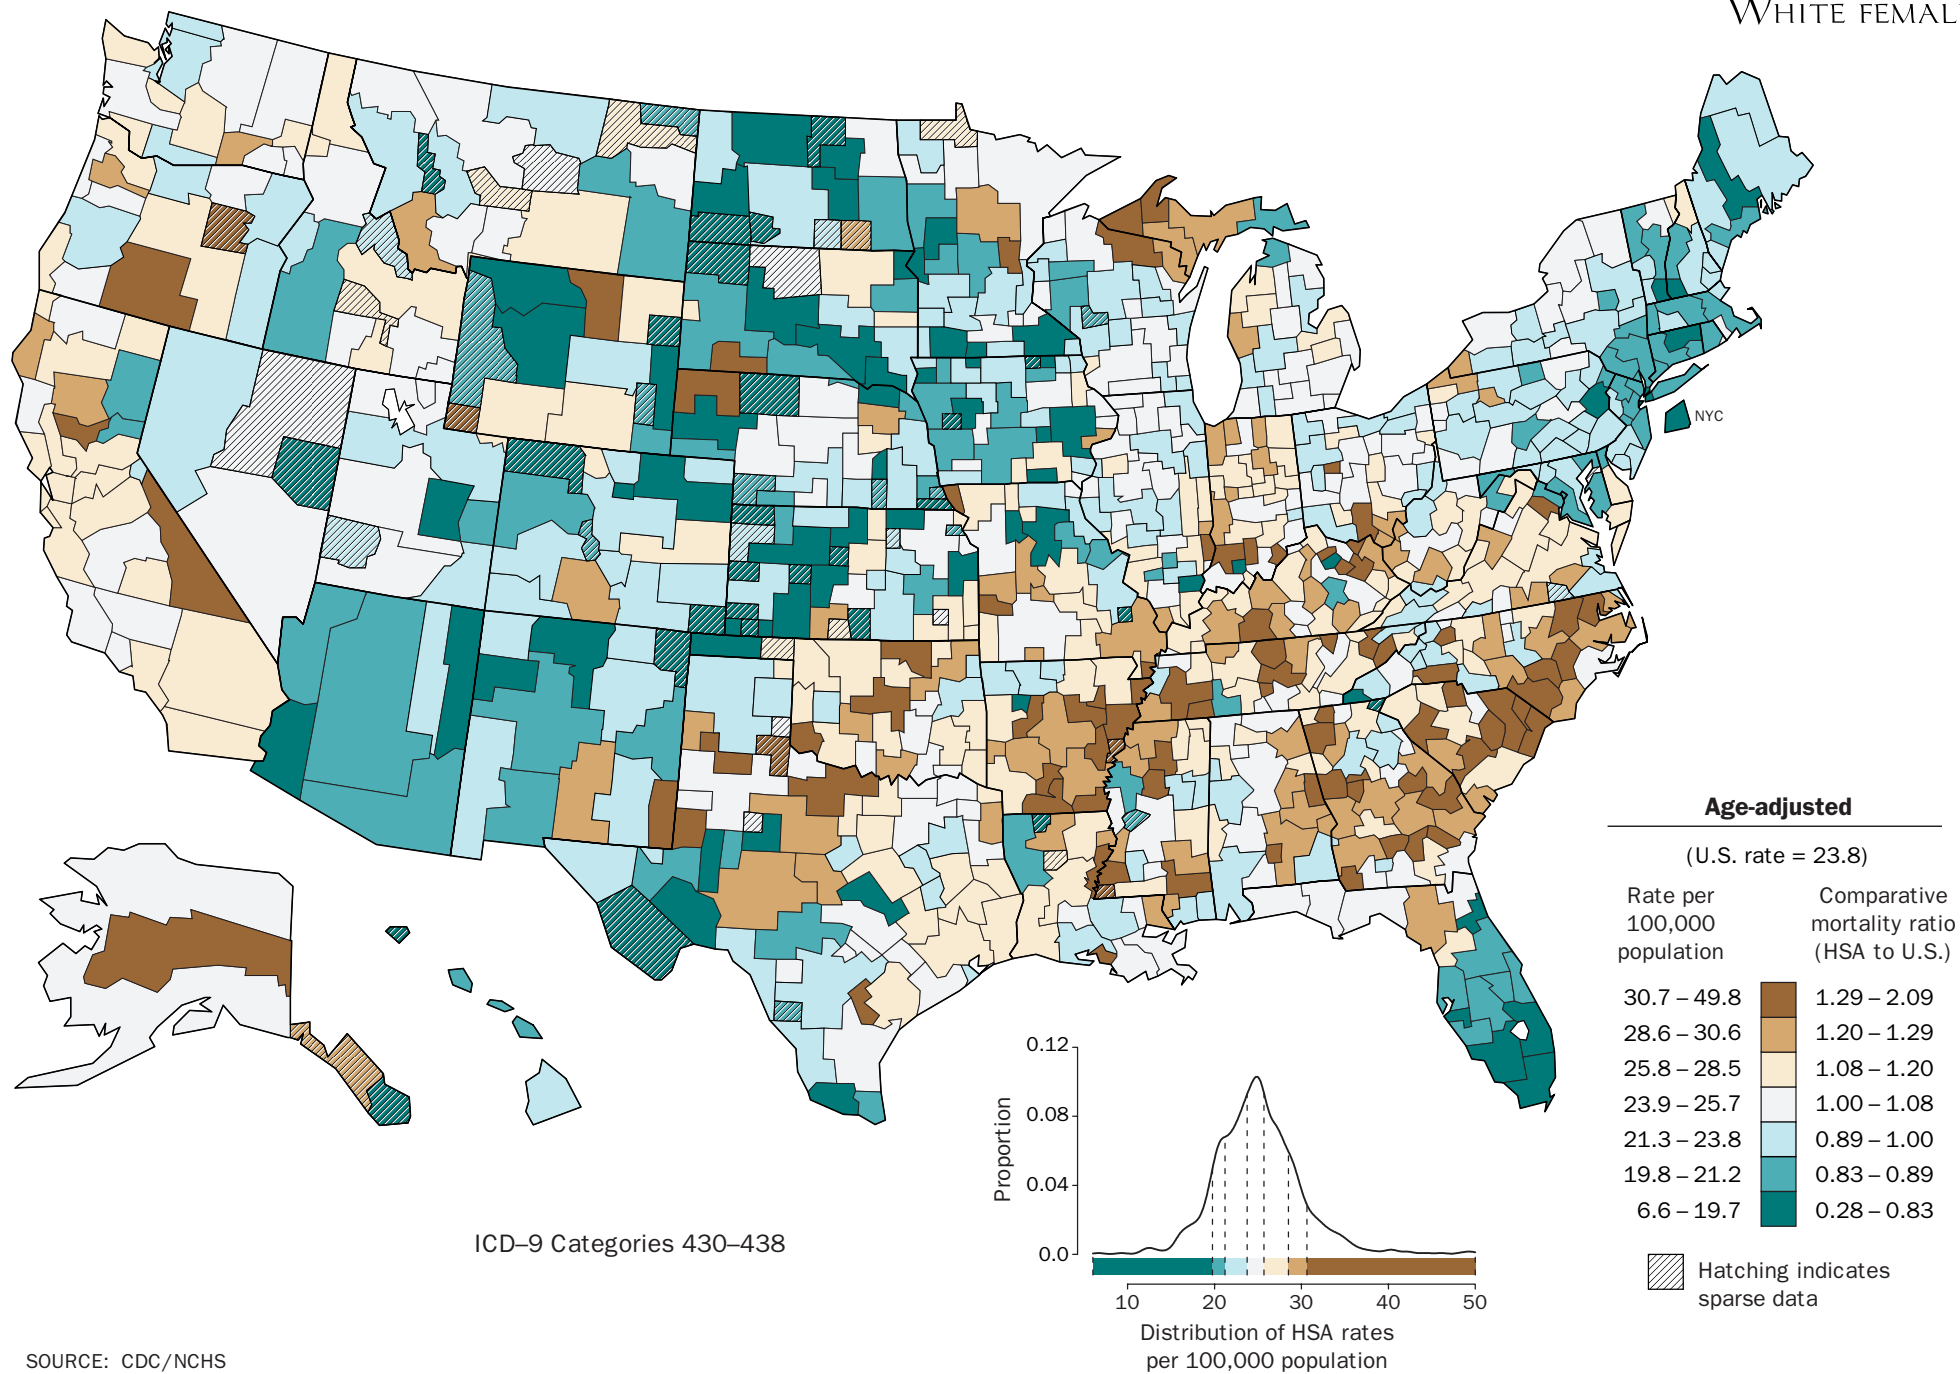 WHITE FEMAL
NYC
Age-adjusted
(U.S. rate = 23.8)
Rate per
100,000
population
Comparative
mortality ratio
(HSA to U.S.)
30.7 – 49.8 1.29 – 2.09
28.6 – 30.6 1.20 – 1.29
25.8 – 28.5 1.08 – 1.20
23.9 – 25.7 1.00 – 1.08
21.3 – 23.8 0.89 – 1.00
19.8 – 21.2 0.83 – 0.89
6.6 – 19.7 0.28 – 0.83
Hatching indicates
sparse data
0.12
0.08
0.04
0.0
Proportion
10 20 30 40 50
Distribution of HSA rates
per 100,000 population
ICD–9 Categories 430–438
SOURCE: CDC/NCHS